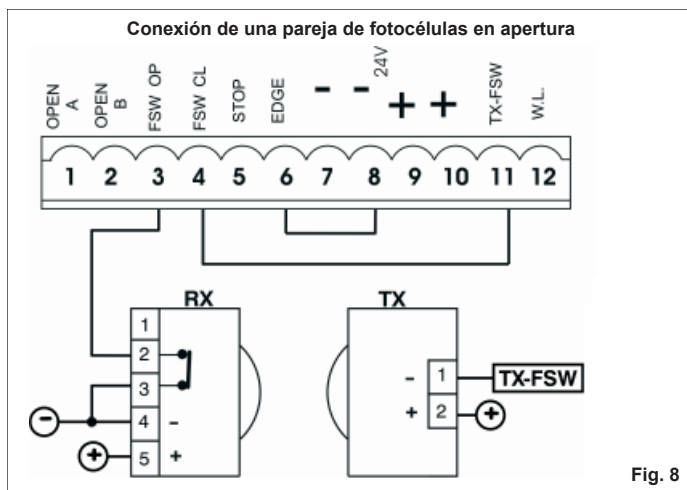 Conexión de una pareja de fotocélulas en apertura
OPEN A
OPEN B
FSW OP
FSW CL
STOP
EDGE
- - 24V + +
TX-FSW
W.L.
1 2 3 4 5 6 7 8 9 10 11 12
RX
1
2
3
- 4 -
+ 5 +
TX
- 1 TX-FSW
+ 2 +
Fig. 8